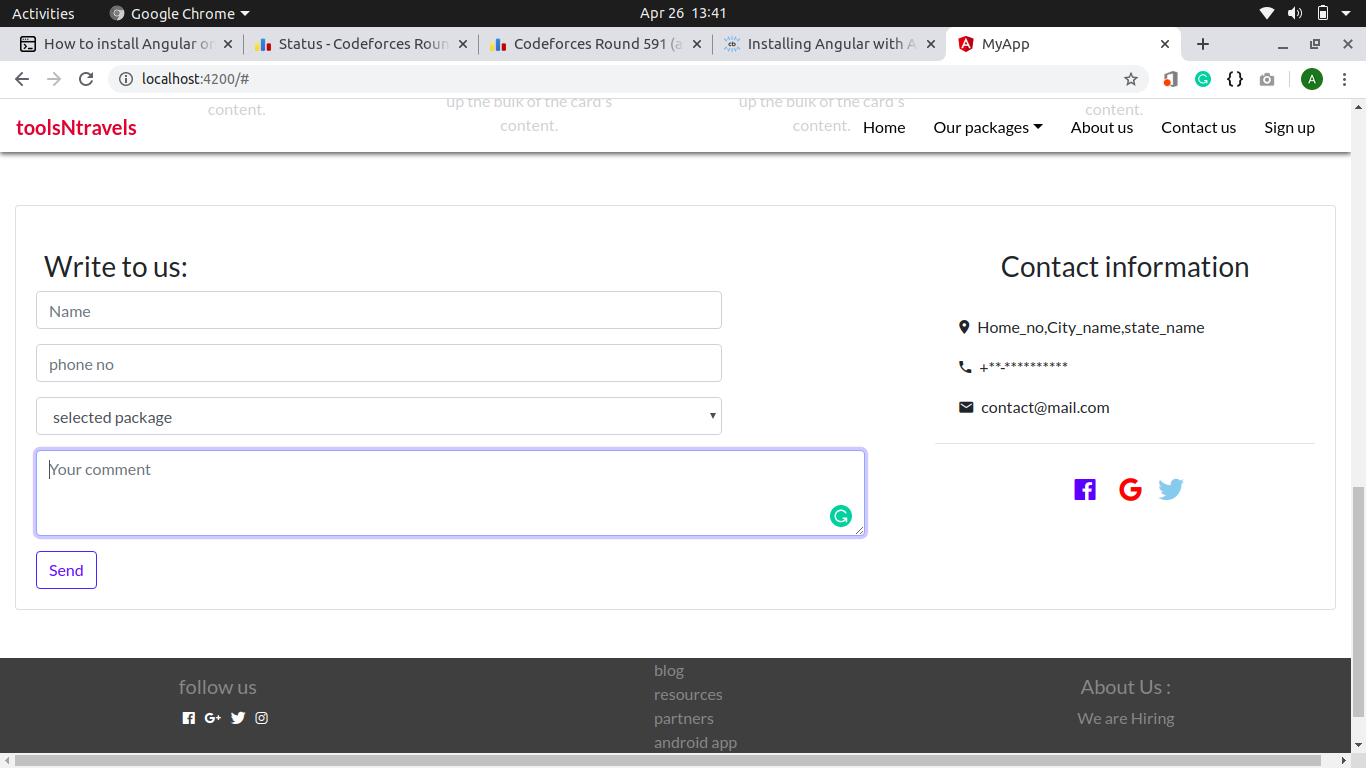 Activities Google Chrome Apr 26 13:41
How to install Angular on Status - Codeforces Roun Codeforces Round 591 (a Installing Angular with A MyApp
localhost:4200/#
content. up the bulk of the card's up the bulk of the card's content.
content. content.
toolsNtravels Home Our packages About us Contact us Sign up
Write to us:
Name
phone no
selected package
Your comment
Send
Contact information
Home_no,City_name,state_name
+**-**********
contact@mail.com
follow us
blog
resources
partners
android app
About Us :
We are Hiring